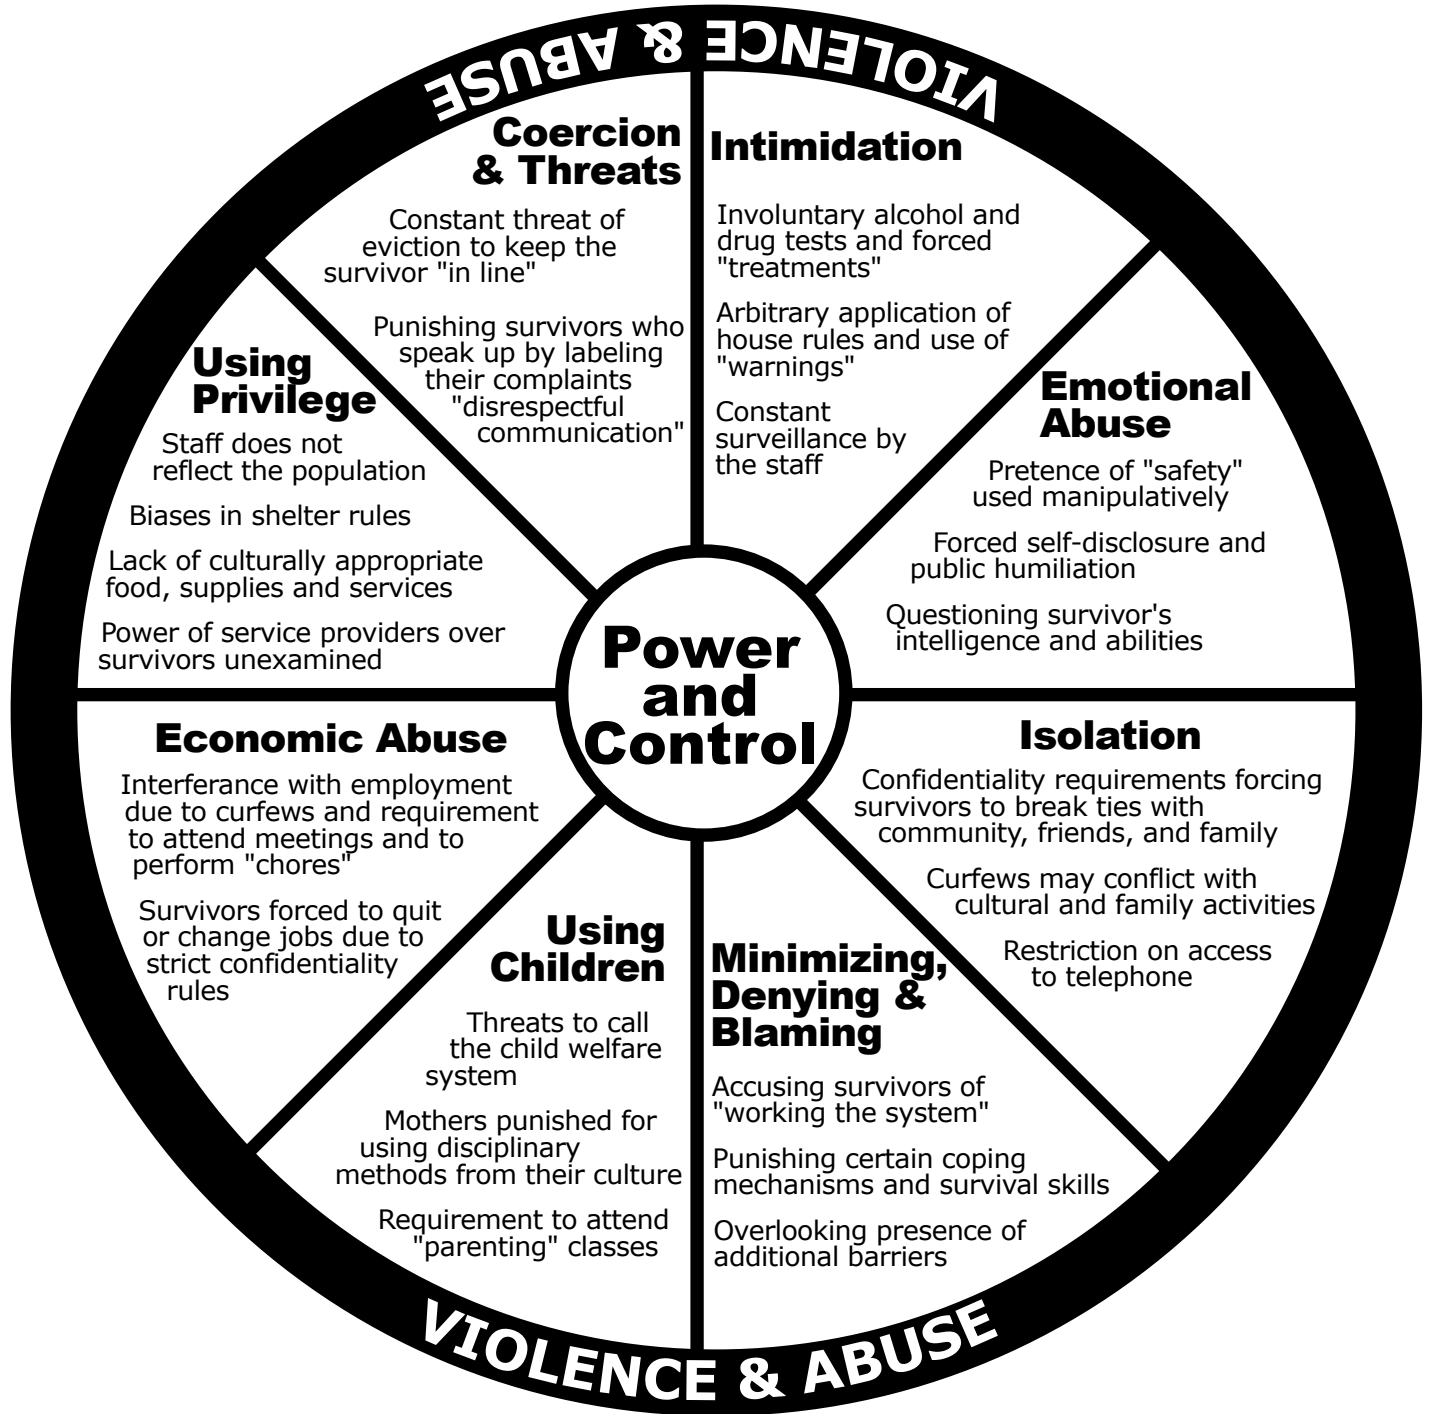 VIOLENCE & ABUSE
Coercion
& Threats
Constant threat of
eviction to keep the
survivor "in line"
Punishing survivors who
speak up by labeling
their complaints
"disrespectful
communication"
Intimidation
Involuntary alcohol and
drug tests and forced
"treatments"
Arbitrary application of
house rules and use of
"warnings"
Constant
surveillance by
the staff
Emotional
Abuse
Pretence of "safety"
used manipulatively
Forced self-disclosure and
public humiliation
Questioning survivor's
intelligence and abilities
Using
Privilege
Staff does not
reflect the population
Biases in shelter rules
Lack of culturally appropriate
food, supplies and services
Power of service providers over
survivors unexamined
Power
and
Control
Economic Abuse
Interferance with employment
due to curfews and requirement
to attend meetings and to
perform "chores"
Survivors forced to quit
or change jobs due to
strict confidentiality
rules
Isolation
Confidentiality requirements forcing
survivors to break ties with
community, friends, and family
Curfews may conflict with
cultural and family activities
Restriction on access
to telephone
Using
Children
Threats to call
the child welfare
system
Mothers punished for
using disciplinary
methods from their culture
Requirement to attend
"parenting" classes
Minimizing,
Denying &
Blaming
Accusing survivors of
"working the system"
Punishing certain coping
mechanisms and survival skills
Overlooking presence of
additional barriers
VIOLENCE & ABUSE